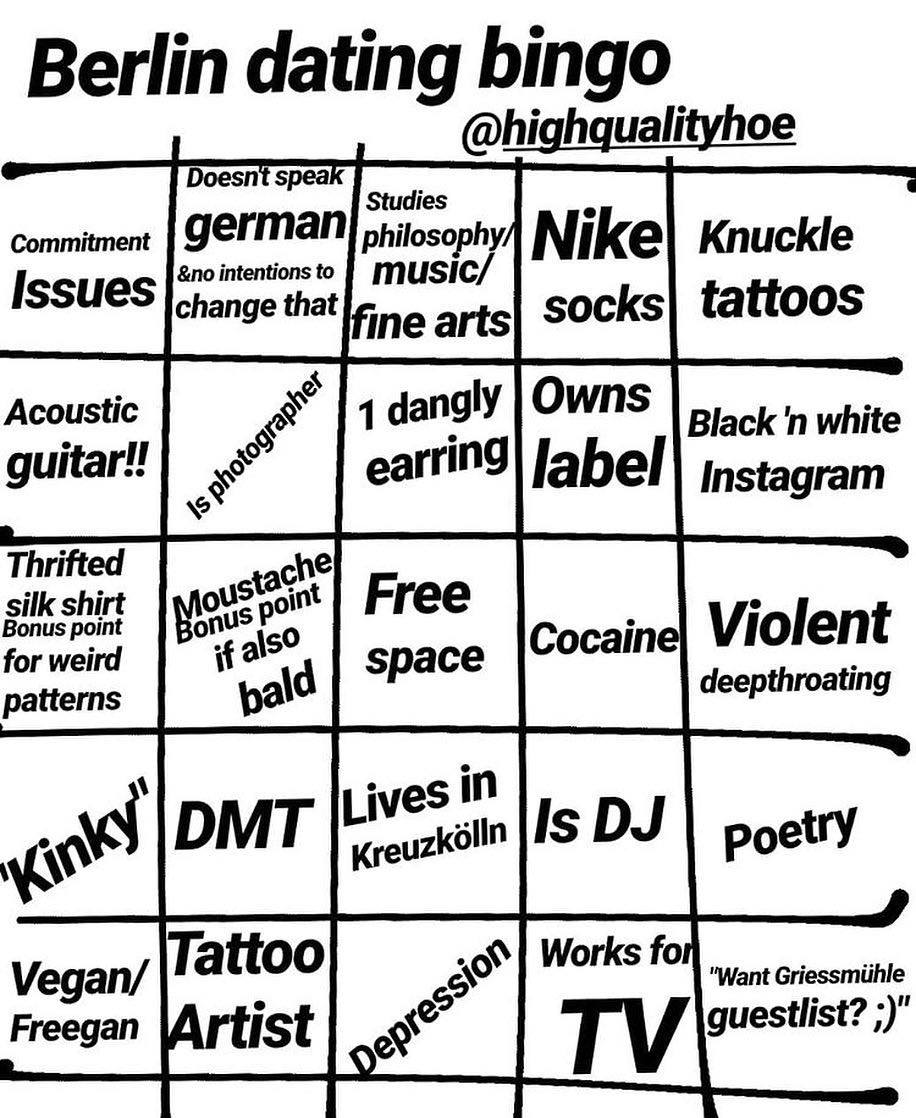 Berlin dating bingo
@highqualityhoe
Commitment
Issues
Doesn't speak
german
&no intentions to
change that
Studies
philosophy/
music/
fine arts
Nike
socks
Knuckle
tattoos
Acoustic
guitar!!
Is photographer
1 dangly
earring
Owns
label
Black 'n white
Instagram
Thrifted
silk shirt
Bonus point
for weird
patterns
Moustache
Bonus point
if also
bald
Free
space
Cocaine
Violent
deepthroating
"Kinky"
DMT
Lives in
Kreuzkölln
Is DJ
Poetry
Vegan/
Freegan
Tattoo
Artist
Depression
Works for
TV
"Want Griessmühle
guestlist? ;)"